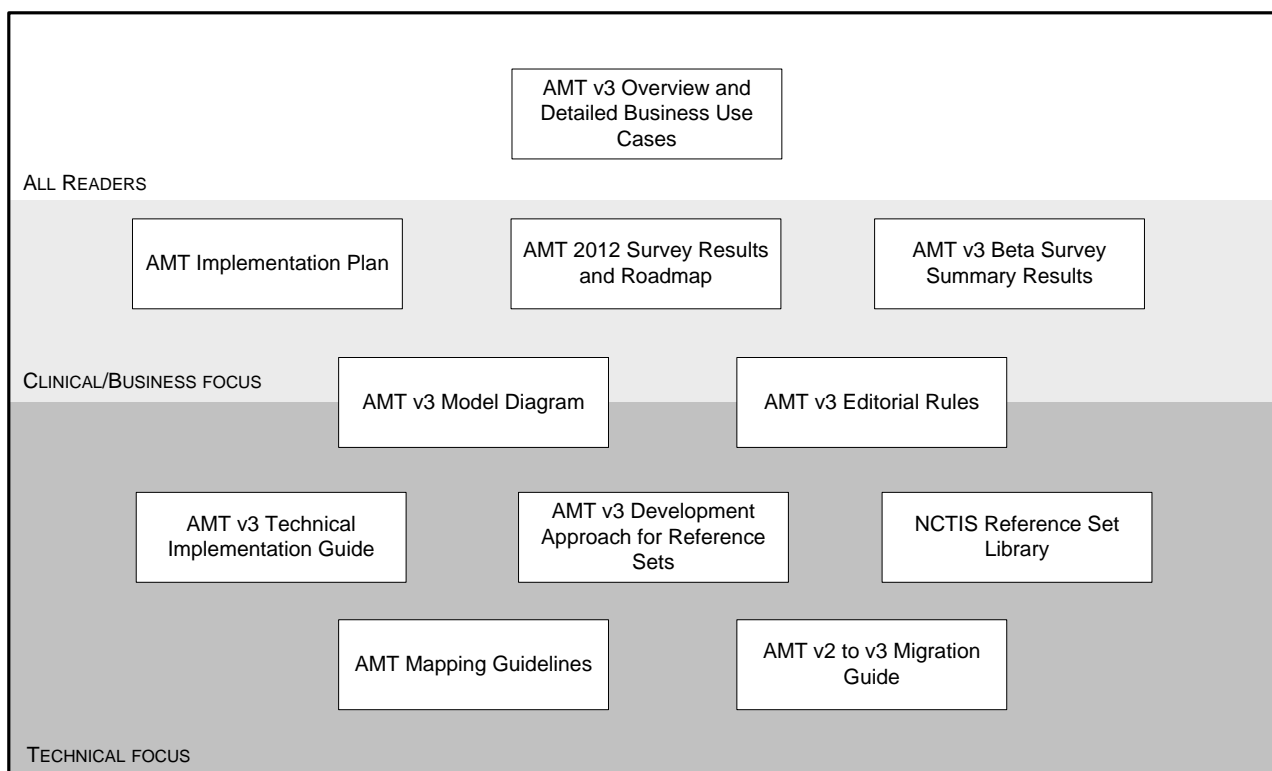 AMT v3 Overview and
Detailed Business Use
Cases
ALL READERS
AMT Implementation Plan
AMT 2012 Survey Results
and Roadmap
AMT v3 Beta Survey
Summary Results
CLINICAL/BUSINESS FOCUS
AMT v3 Model Diagram
AMT v3 Editorial Rules
AMT v3 Technical
Implementation Guide
AMT v3 Development
Approach for Reference
Sets
NCTIS Reference Set
Library
AMT Mapping Guidelines
AMT v2 to v3 Migration
Guide
TECHNICAL FOCUS